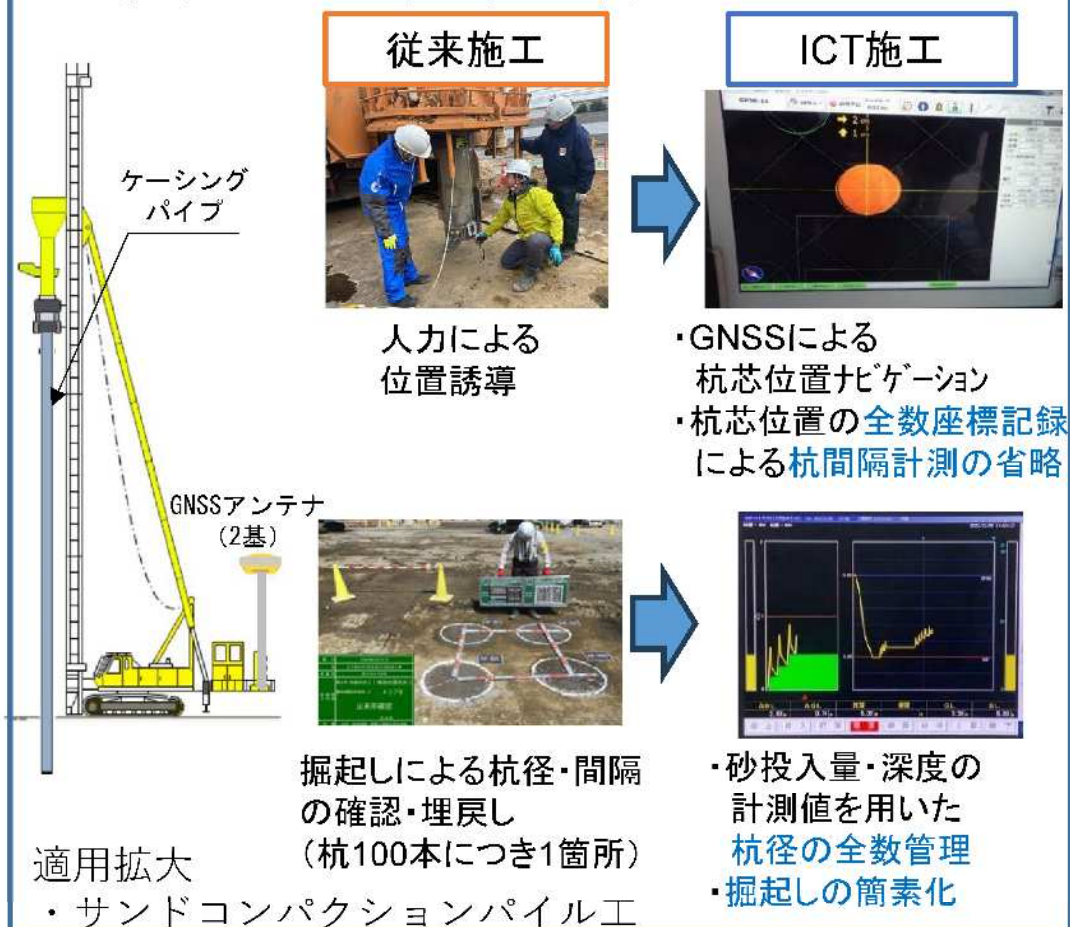 従来施工
ICT施工
ケーシング
パイプ
人力による
位置誘導
・GNSSによる
杭芯位置ナビゲーション
・杭芯位置の全数座標記録
による杭間隔計測の省略
GNSSアンテナ
(2基)
掘起しによる杭径・間隔
の確認・埋戻し
(杭100本につき1箇所)
・砂投入量・深度の
計測値を用いた
杭径の全数管理
・掘起しの簡素化
適用拡大
・サンドコンパクションパイル工